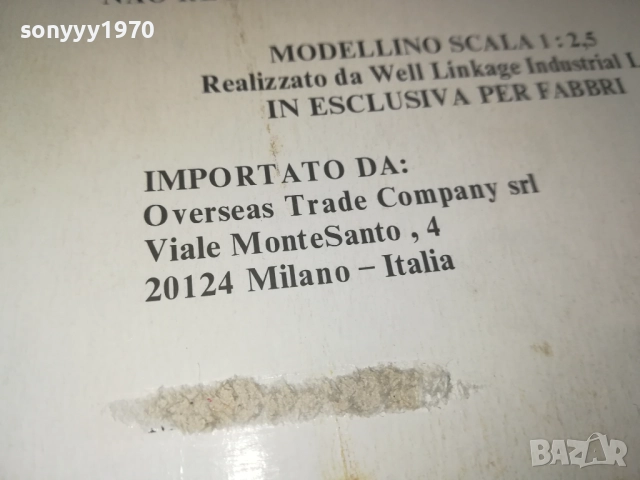 sonyyy1970
MODELLINO SCALA 1 : 2,5
Realizzato da Well Linkage Industrial L
IN ESCLUSIVA PER FABBRI
IMPORTATO DA:
Overseas Trade Company srl
Viale MonteSanto , 4
20124 Milano – Italia
BAZAR